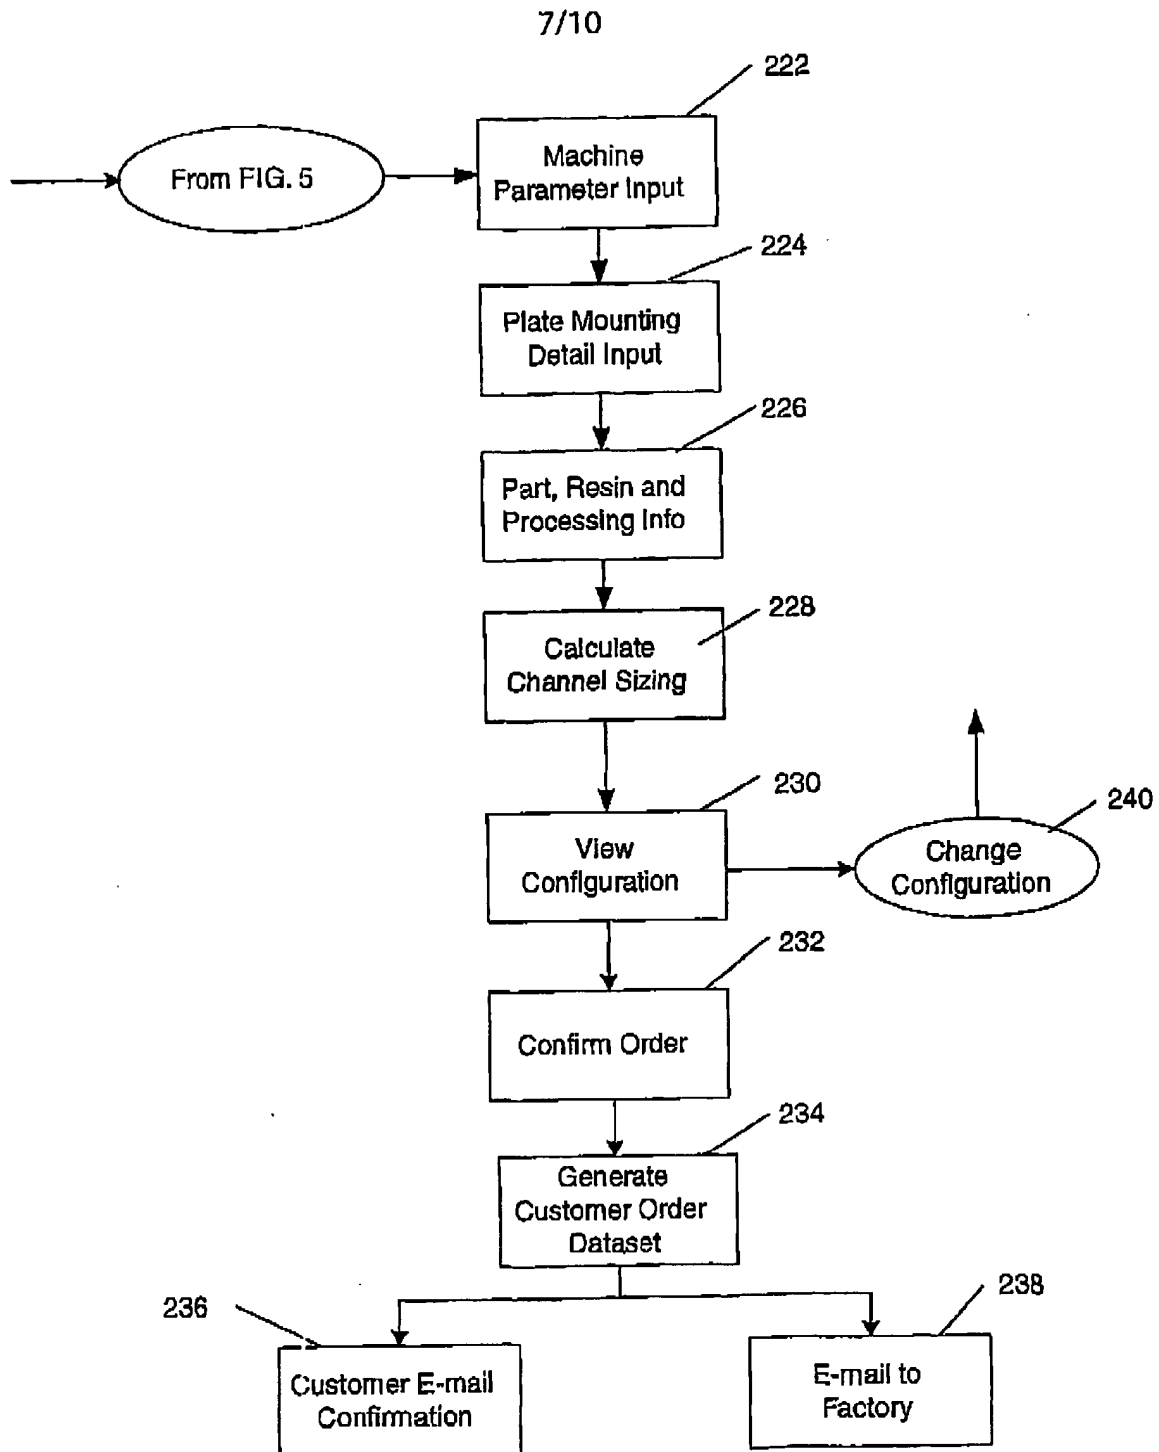 7/10
222
From FIG. 5
Machine
Parameter Input
224
Plate Mounting
Detail Input
226
Part, Resin and
Processing Info
228
Calculate
Channel Sizing
230
View
Configuration
240
Change
Configuration
232
Confirm Order
234
Generate
Customer Order
Dataset
236
Customer E-mail
Confirmation
238
E-mail to
Factory